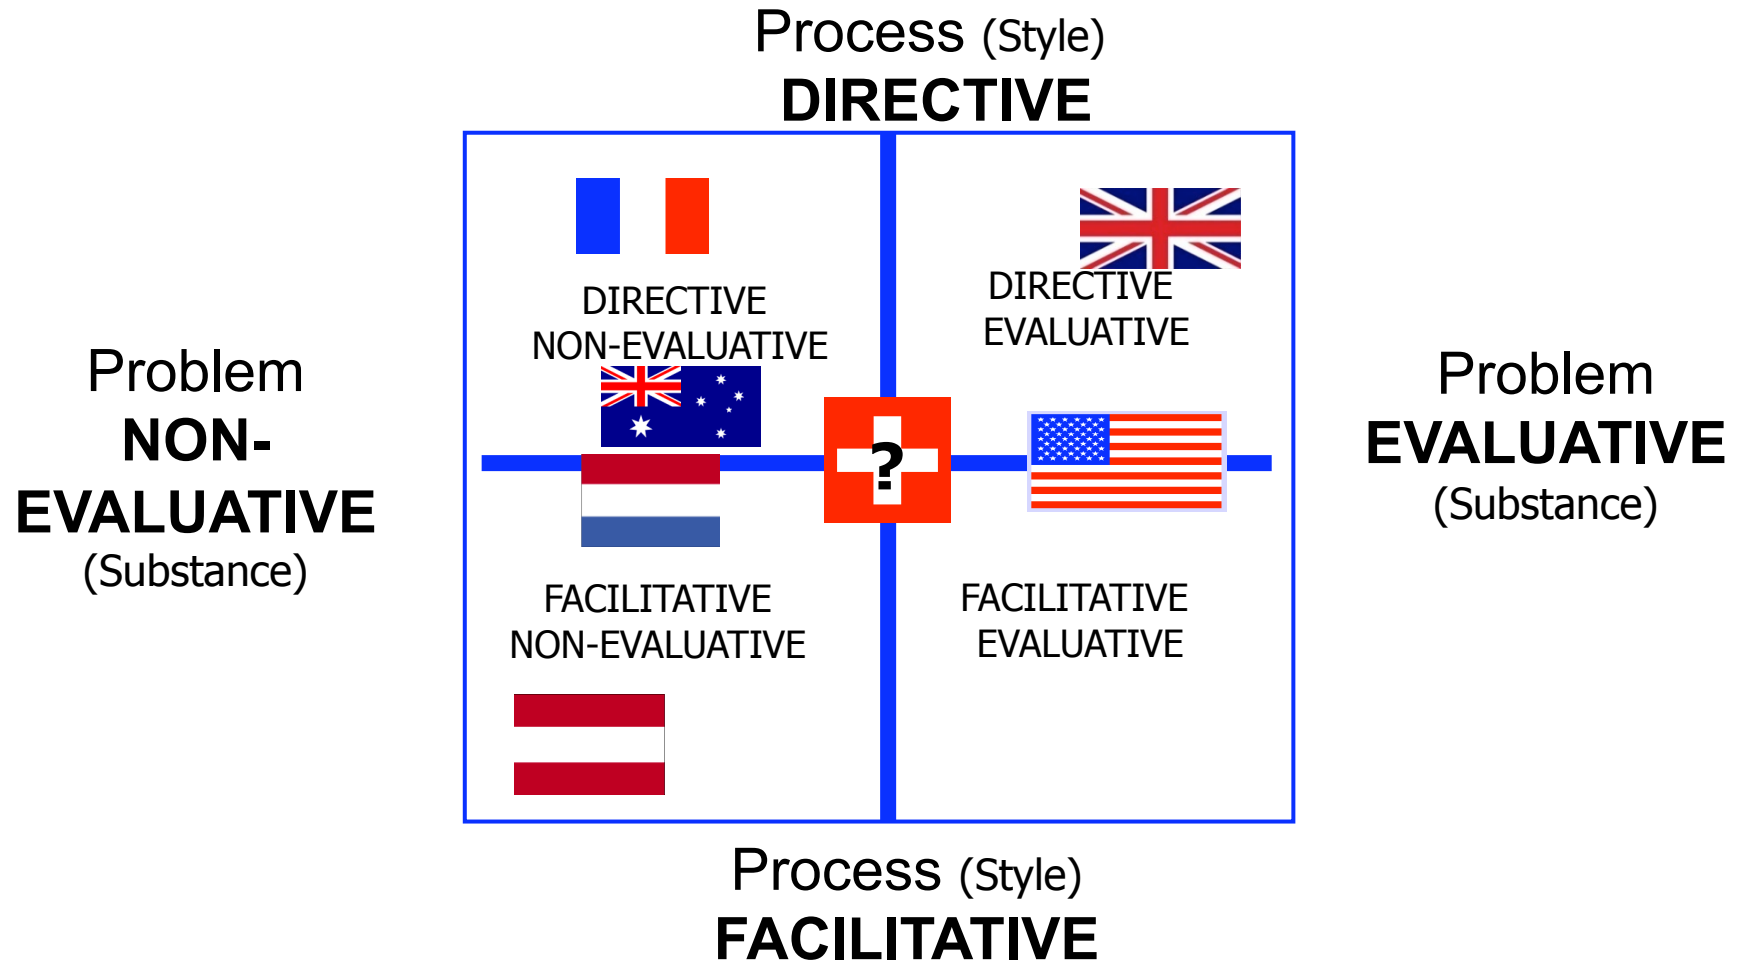 Process (Style)
DIRECTIVE
DIRECTIVE
NON-EVALUATIVE
DIRECTIVE
EVALUATIVE
Problem
NON-
EVALUATIVE
(Substance)
?
Problem
EVALUATIVE
(Substance)
FACILITATIVE
NON-EVALUATIVE
FACILITATIVE
EVALUATIVE
Process (Style)
FACILITATIVE